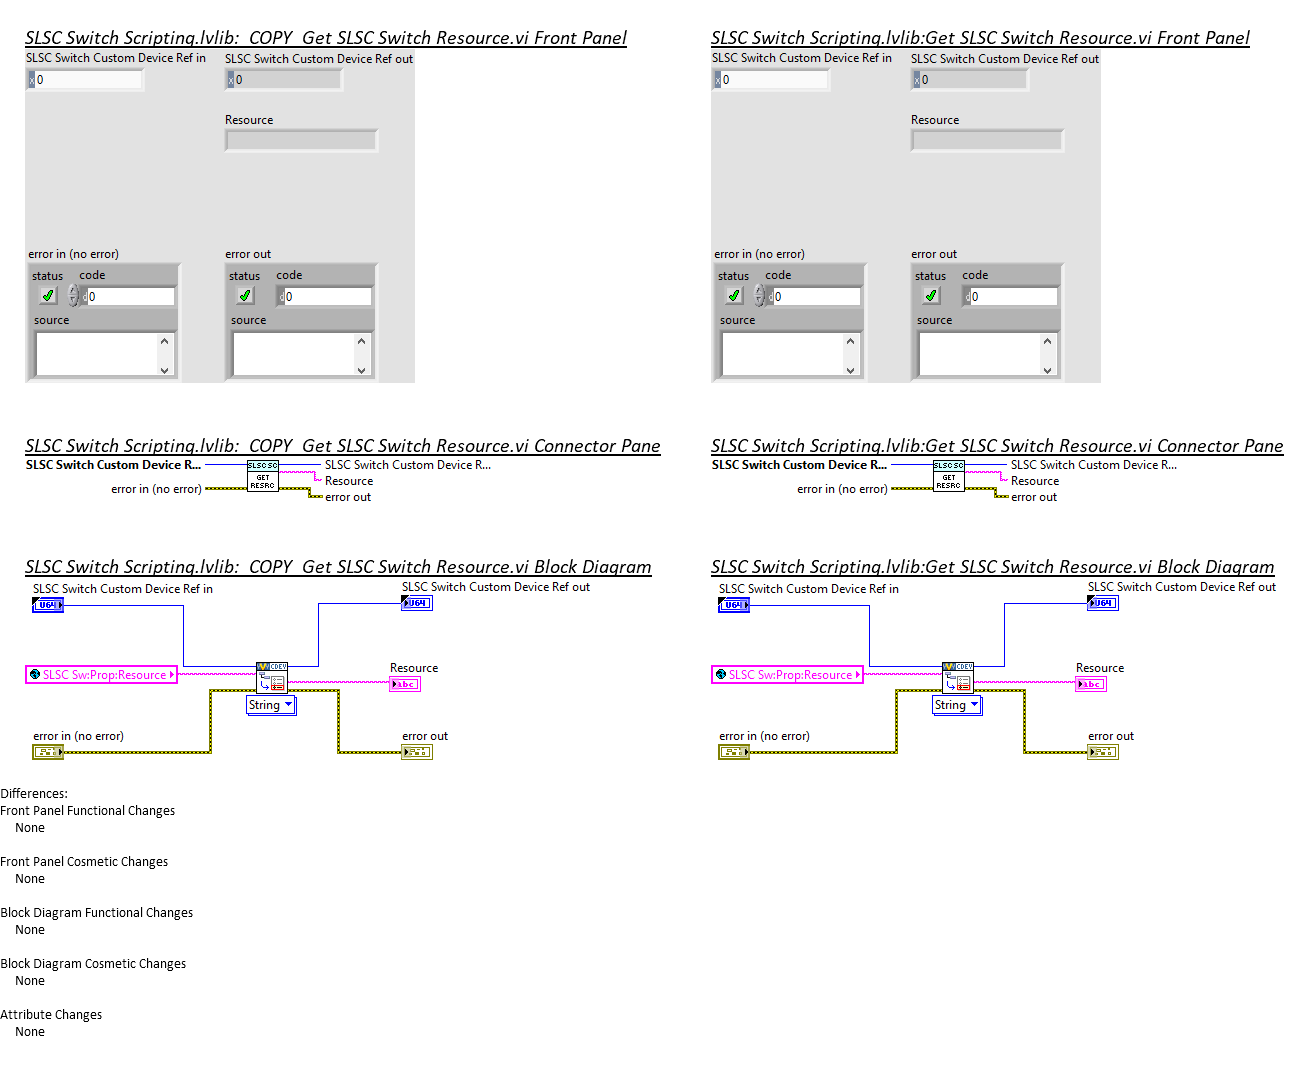 SLSC Switch Scripting.lvlib:  COPY  Get SLSC Switch Resource.vi Front Panel
SLSC Switch Custom Device Ref in
SLSC Switch Custom Device Ref out
x 0
x 0
Resource
error in (no error)
error out
status
code
status
code
d 0
d 0
source
source
SLSC Switch Scripting.lvlib:Get SLSC Switch Resource.vi Front Panel
SLSC Switch Custom Device Ref in
SLSC Switch Custom Device Ref out
x 0
x 0
Resource
error in (no error)
error out
status
code
status
code
d 0
d 0
source
source
SLSC Switch Scripting.lvlib:  COPY  Get SLSC Switch Resource.vi Connector Pane
SLSC Switch Custom Device R...
SLSC SC
GET
RESRC
SLSC Switch Custom Device R...
Resource
error in (no error)
error out
SLSC Switch Scripting.lvlib:Get SLSC Switch Resource.vi Connector Pane
SLSC Switch Custom Device R...
SLSC SC
GET
RESRC
SLSC Switch Custom Device R...
Resource
error in (no error)
error out
SLSC Switch Scripting.lvlib:  COPY  Get SLSC Switch Resource.vi Block Diagram
SLSC Switch Custom Device Ref in
SLSC Switch Custom Device Ref out
U64
U64
CDEV
SLSC Sw:Prop:Resource
Resource
abc
String
error in (no error)
error out
SLSC Switch Scripting.lvlib:Get SLSC Switch Resource.vi Block Diagram
SLSC Switch Custom Device Ref in
SLSC Switch Custom Device Ref out
U64
U64
CDEV
SLSC Sw:Prop:Resource
Resource
abc
String
error in (no error)
error out
Differences:
Front Panel Functional Changes
None
Front Panel Cosmetic Changes
None
Block Diagram Functional Changes
None
Block Diagram Cosmetic Changes
None
Attribute Changes
None